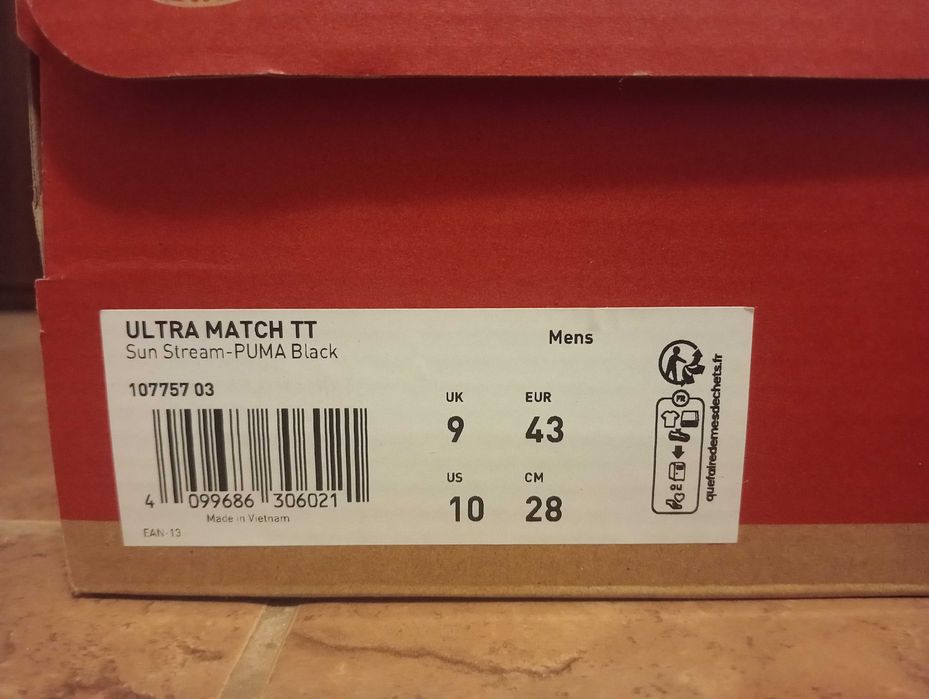 ULTRA MATCH TT
Sun Stream-PUMA Black
Mens
107757 03
UK
EUR
9
43
US
CM
10
28
4 099686 306021
Made in Vietnam
EAN-13
FR
quefairedemesdechets.fr